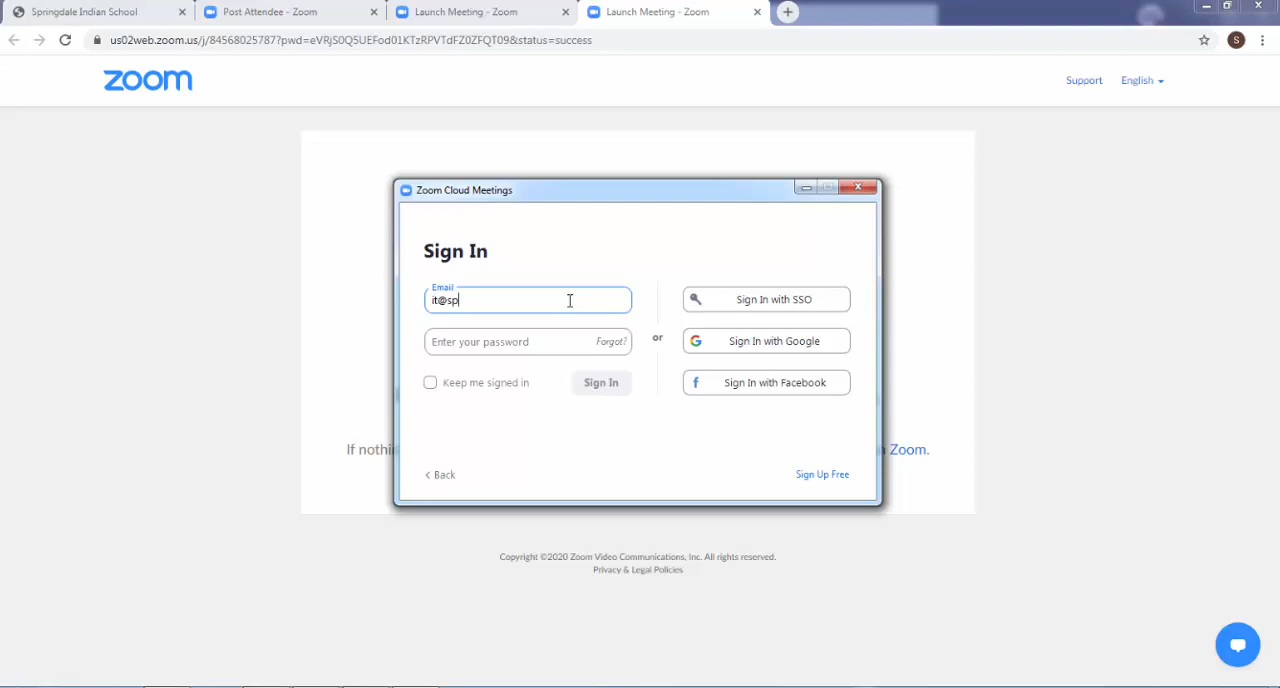 Springdale Indian School
Post Attendee - Zoom
Launch Meeting - Zoom
Launch Meeting - Zoom
us02web.zoom.us/j/84568025787?pwd=eVRjS0Q5UEFod01KTzRPVTdFZ0ZFQT09&status=success
S
zoom
Support
English
Zoom Cloud Meetings
Sign In
Email
it@sp
Enter your password
Forgot?
Keep me signed in
Sign In
or
Sign In with SSO
Sign In with Google
Sign In with Facebook
If nothi
Zoom.
Back
Sign Up Free
Copyright ©2020 Zoom Video Communications, Inc. All rights reserved.
Privacy & Legal Policies